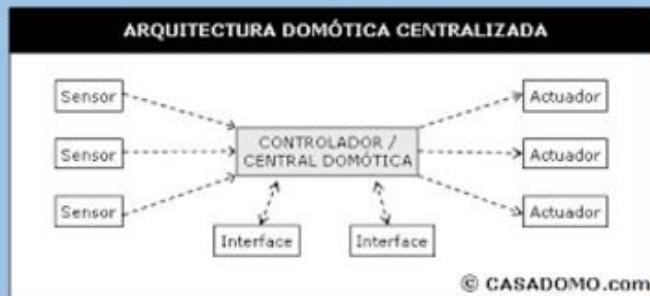 ARQUITECTURA DOMÓTICA CENTRALIZADA
Sensor
Actuador
Sensor
CONTROLADOR /
CENTRAL DOMÓTICA
Actuador
Sensor
Actuador
Interface
Interface
© CASADOMO.com